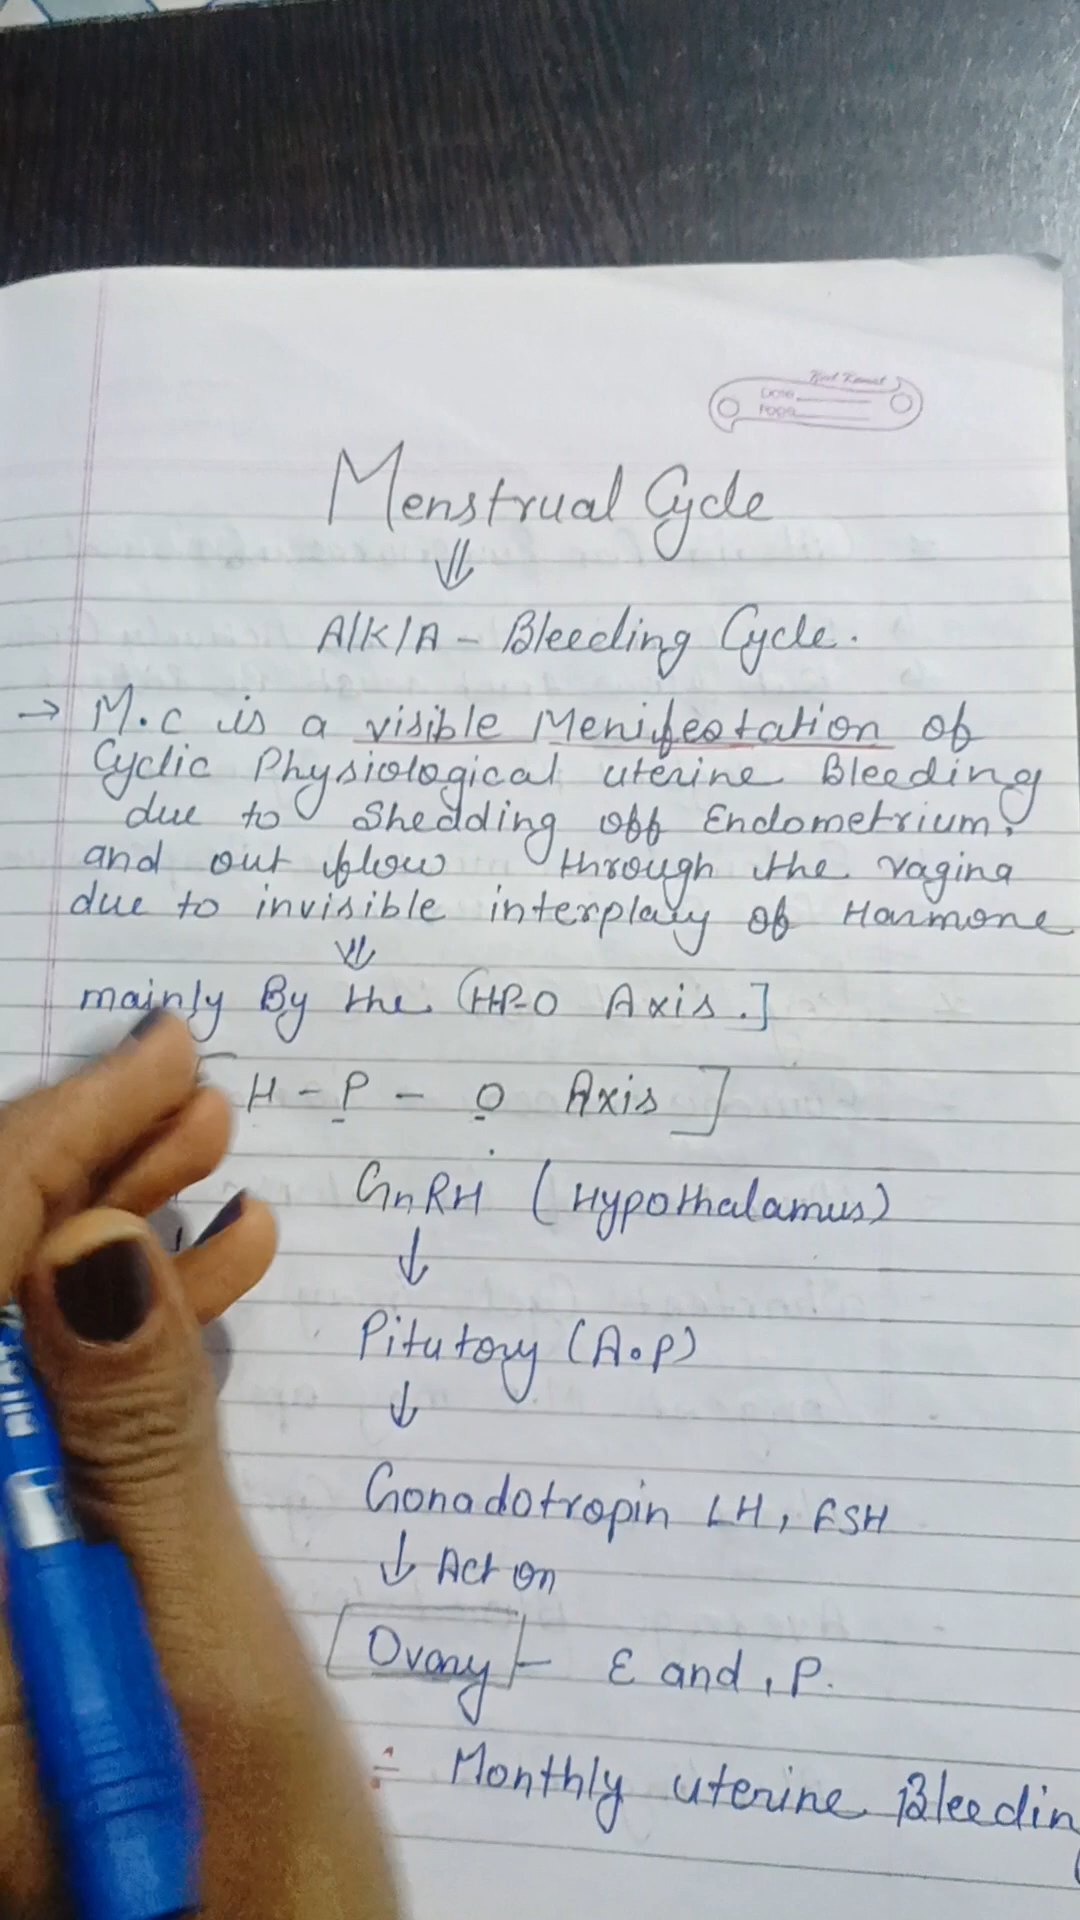 Date
Page
Menstrual Cycle
⇓
A/K/A - Bleeding Cycle.
→ M.c is a visible Menifestation of
Cyclic Physiological uterine Bleeding
due to Shedding off Endometrium,
and out flow through the vagina
due to invisible interplay of Harmone
⇓
mainly By the (H-P-O Axis.]
[H - P - O Axis]
GnRH (Hypothalamus)
↓
Pitutory (A.P)
↓
Gonadotropin LH, FSH
↓ Act on
Ovary - E and, P.
Monthly uterine Bleedin